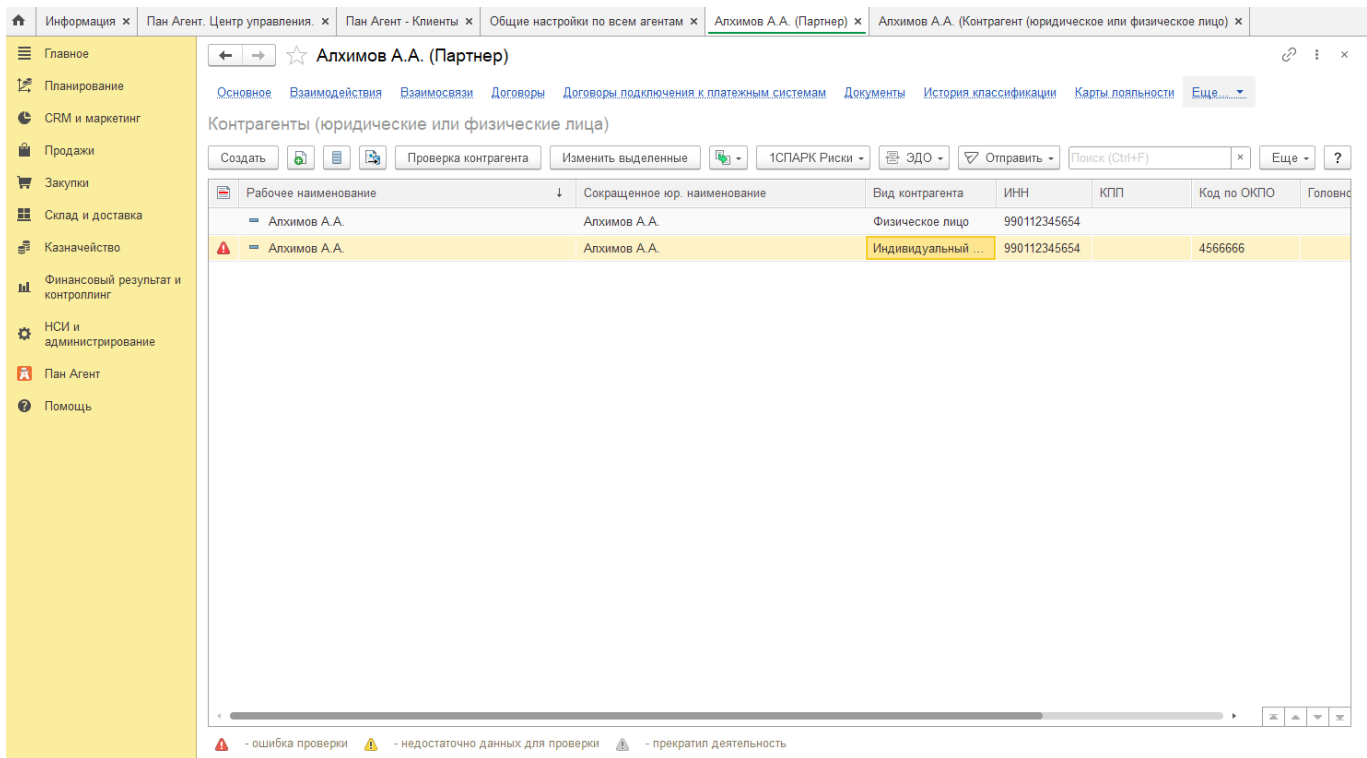 Информация × Пан Агент. Центр управления. × Пан Агент - Клиенты × Общие настройки по всем агентам × Алхимов А.А. (Партнер) × Алхимов А.А. (Контрагент (юридическое или физическое лицо) ×
Главное
Планирование
CRM и маркетинг
Продажи
Закупки
Склад и доставка
Казначейство
Финансовый результат и
контроллинг
НСИ и
администрирование
Пан Агент
Помощь
Алхимов А.А. (Партнер)
Основное Взаимодействия Взаимосвязи Договоры Договоры подключения к платежным системам Документы История классификации Карты лояльности Еще...
Контрагенты (юридические или физические лица)
Создать Проверка контрагента Изменить выделенные 1СПАРК Риски ЭДО Отправить Поиск (Ctrl+F) × Еще ?
Рабочее наименование ↓ Сокращенное юр. наименование Вид контрагента ИНН КПП Код по ОКПО Головно
Алхимов А.А. Алхимов А.А. Физическое лицо 990112345654
Алхимов А.А. Алхимов А.А. Индивидуальный ... 990112345654 4566666
- ошибка проверки - недостаточно данных для проверки - прекратил деятельность